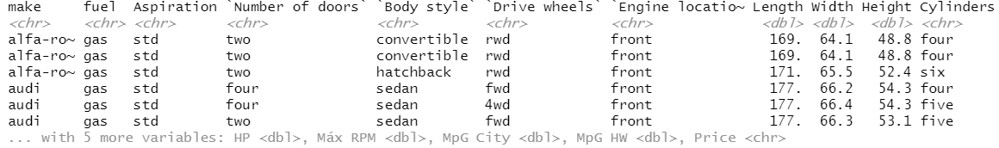 make fuel Aspiration `Number of doors` `Body style` `Drive wheels` `Engine locatio~ Length Width Height Cylinders
<chr> <chr> <chr> <chr> <chr> <chr> <chr> <dbl> <dbl> <dbl> <chr>
alfa-ro~ gas std two convertible rwd front 169. 64.1 48.8 four
alfa-ro~ gas std two convertible rwd front 169. 64.1 48.8 four
alfa-ro~ gas std two hatchback rwd front 171. 65.5 52.4 six
audi gas std four sedan fwd front 177. 66.2 54.3 four
audi gas std four sedan 4wd front 177. 66.4 54.3 five
audi gas std two sedan fwd front 177. 66.3 53.1 five
... with 5 more variables: HP <dbl>, Máx RPM <dbl>, MpG City <dbl>, MpG HW <dbl>, Price <chr>